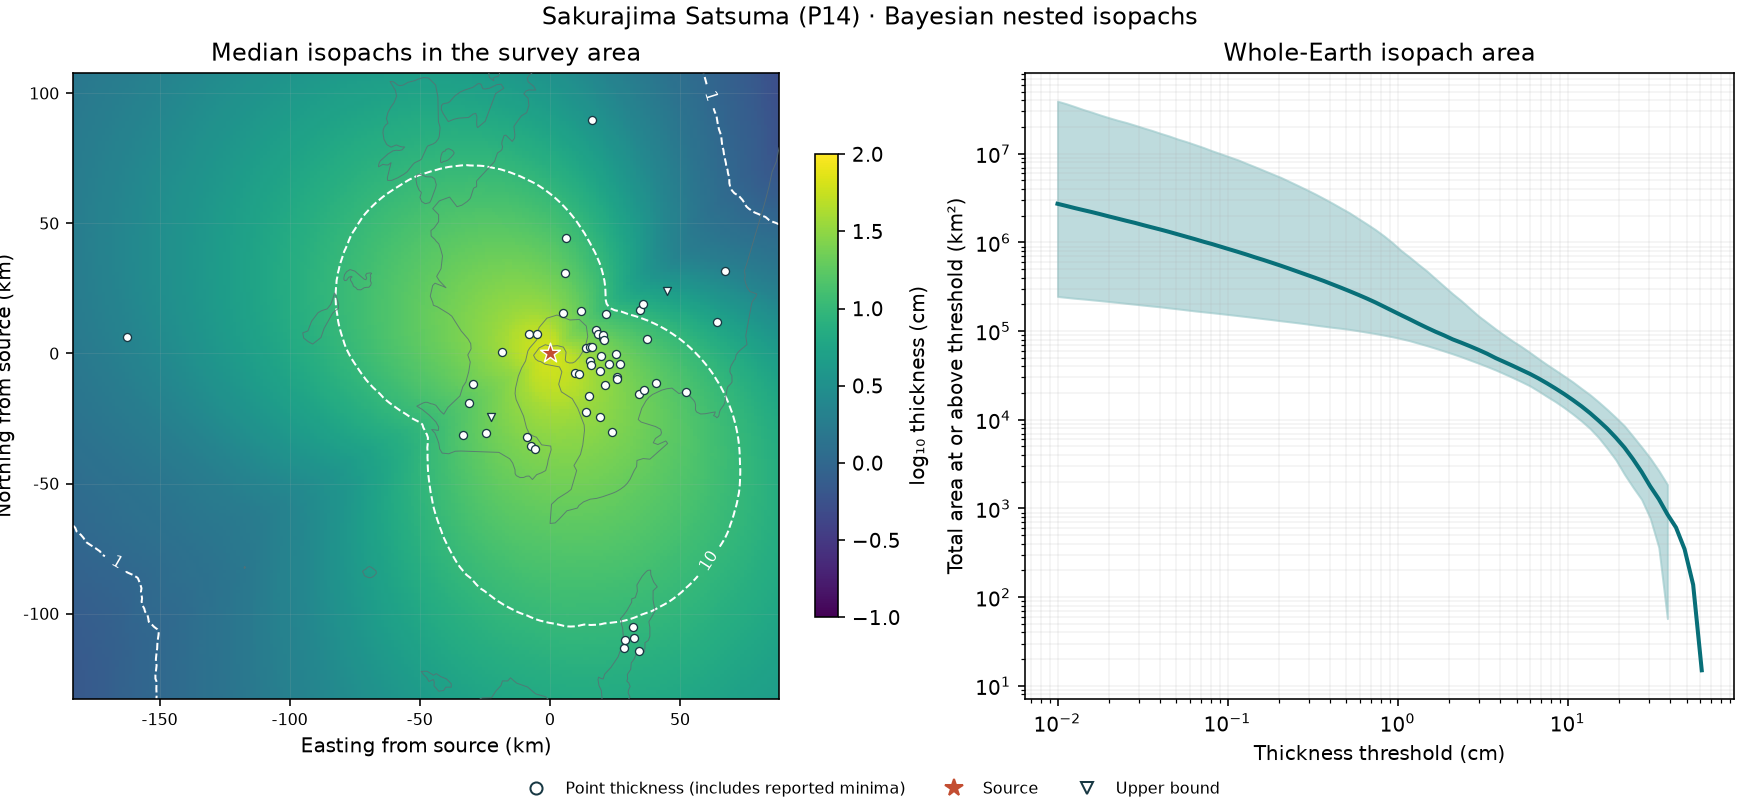 Sakurajima Satsuma (P14) · Bayesian nested isopachs
Median isopachs in the survey area
Whole-Earth isopach area
Northing from source (km)
100
50
0
-50
-100
-150
-100
-50
0
50
Easting from source (km)
1
10
1
2.0
1.5
1.0
0.5
0.0
−0.5
−1.0
log₁₀ thickness (cm)
Total area at or above threshold (km²)
10⁷
10⁶
10⁵
10⁴
10³
10²
10¹
10⁻²
10⁻¹
10⁰
10¹
Thickness threshold (cm)
Point thickness (includes reported minima)
Source
Upper bound